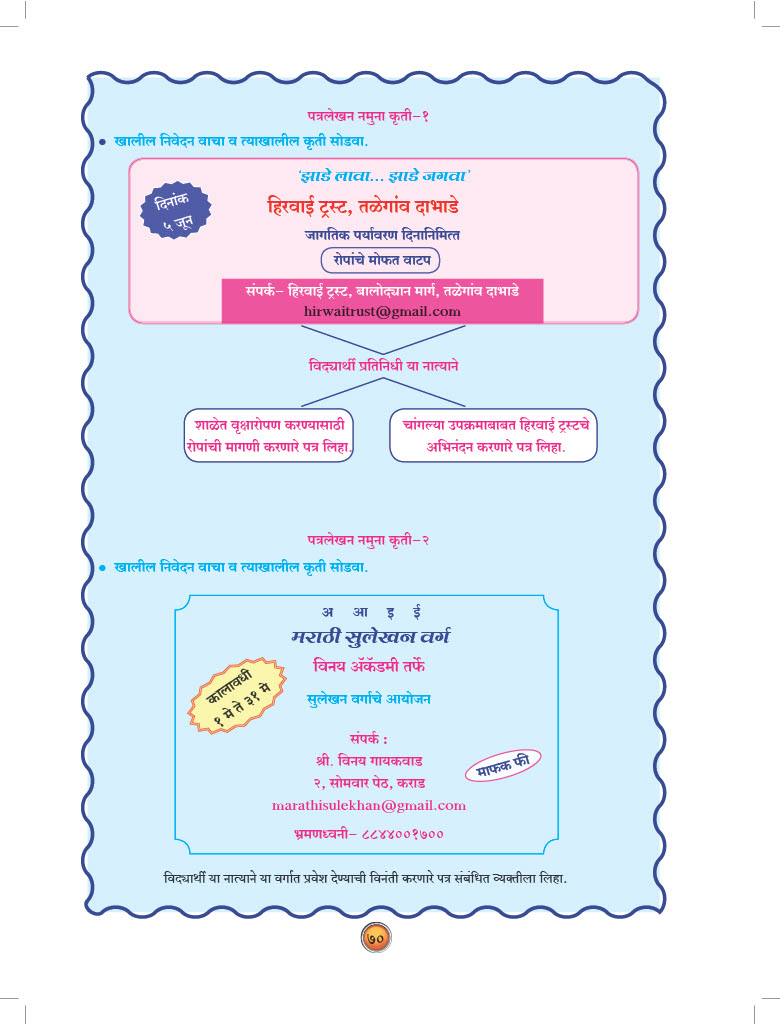 पत्रलेखन नमुना कृती-१
• खालील निवेदन वाचा व त्याखालील कृती सोडवा.
‘झाडे लावा... झाडे जगवा’
दिनांक
५ जून
हिरवाई ट्रस्ट, तळेगांव दाभाडे
जागतिक पर्यावरण दिनानिमित्त
रोपांचे मोफत वाटप
संपर्क- हिरवाई ट्रस्ट, बालोद्यान मार्ग, तळेगांव दाभाडे
hirwaitrust@gmail.com
विद्यार्थी प्रतिनिधी या नात्याने
शाळेत वृक्षारोपण करण्यासाठी
रोपांची मागणी करणारे पत्र लिहा.
चांगल्या उपक्रमाबाबत हिरवाई ट्रस्टचे
अभिनंदन करणारे पत्र लिहा.
पत्रलेखन नमुना कृती-२
• खालील निवेदन वाचा व त्याखालील कृती सोडवा.
अ आ इ ई
मराठी सुलेखन वर्ग
विनय ॲकॅडमी तर्फे
कालावधी
१ मे ते ३१ मे
सुलेखन वर्गाचे आयोजन
संपर्क :
श्री. विनय गायकवाड
२, सोमवार पेठ, कराड
माफक फी
marathisulekhan@gmail.com
भ्रमणध्वनी- ८८४४००१७००
विद्यार्थी या नात्याने या वर्गात प्रवेश देण्याची विनंती करणारे पत्र संबंधित व्यक्तीला लिहा.
७०